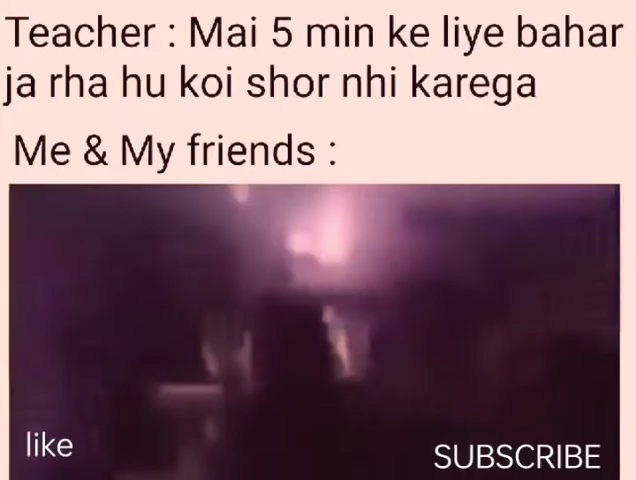 Teacher : Mai 5 min ke liye bahar
ja rha hu koi shor nhi karega
Me & My friends :
like
SUBSCRIBE